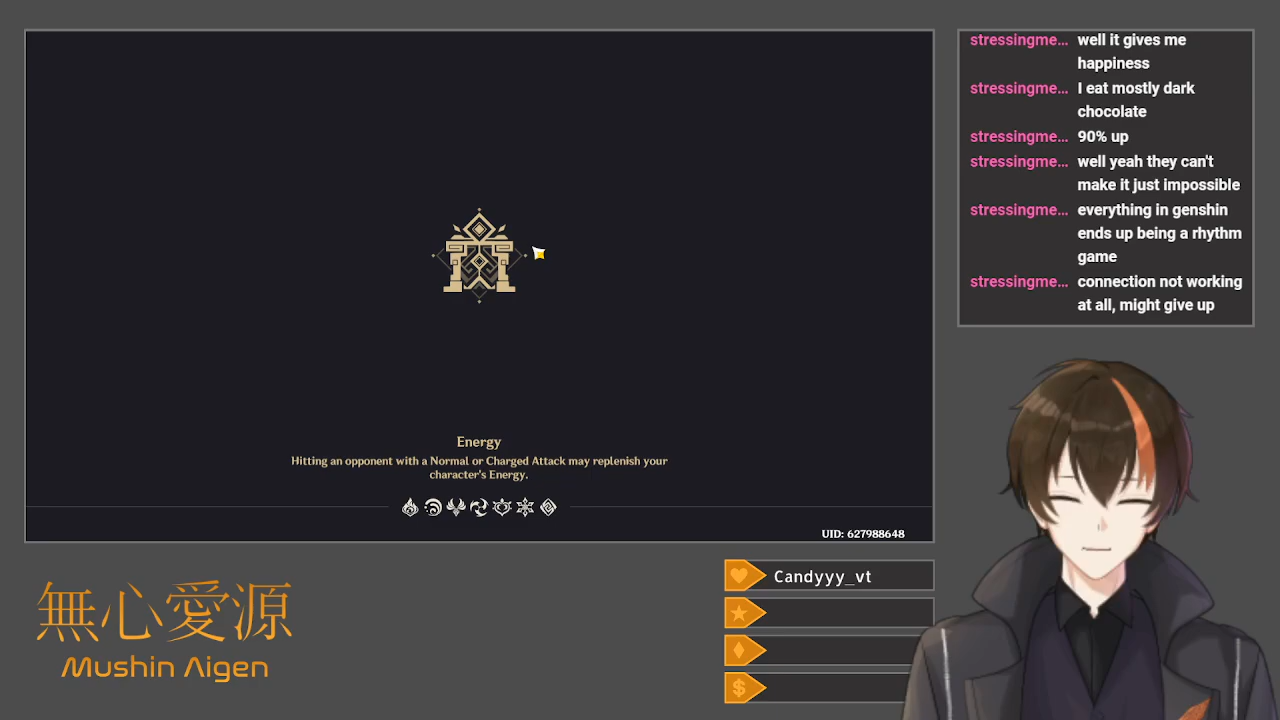 stressingme... well it gives me
happiness
stressingme... I eat mostly dark
chocolate
stressingme... 90% up
stressingme... well yeah they can't
make it just impossible
stressingme... everything in genshin
ends up being a rhythm
game
stressingme... connection not working
at all, might give up
Energy
Hitting an opponent with a Normal or Charged Attack may replenish your
character's Energy.
UID: 627988648
無心愛源
Mushin Aigen
Candyyy_vt